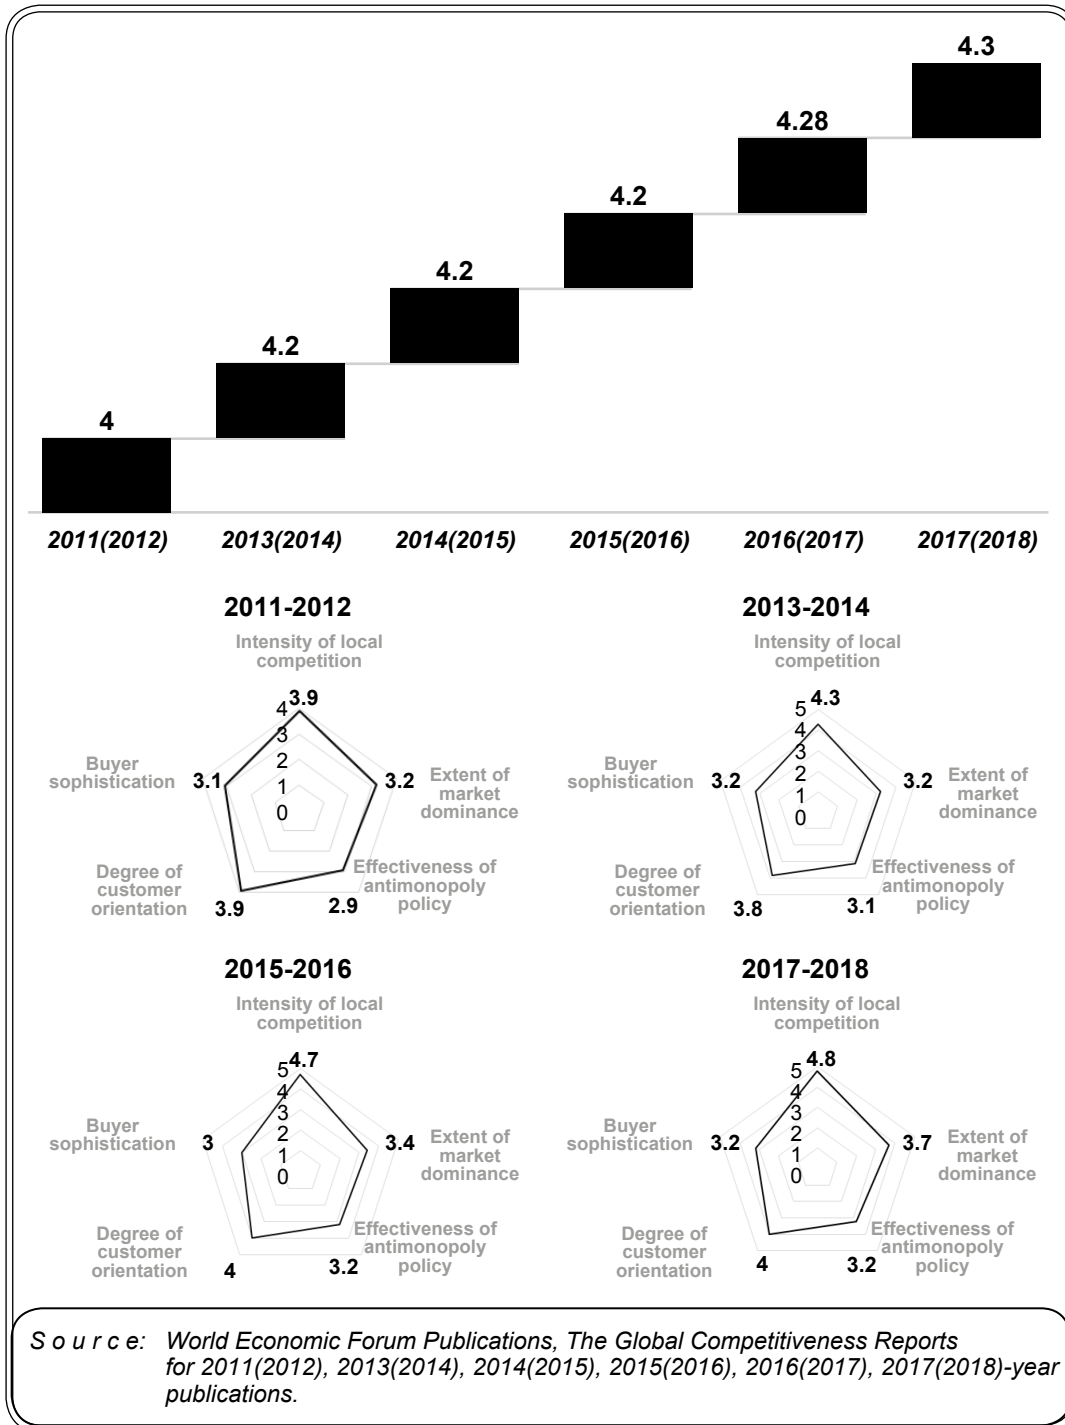 4.3
4.28
4.2
4.2
4.2
4
2011(2012) 2013(2014) 2014(2015) 2015(2016) 2016(2017) 2017(2018)
2011-2012
Intensity of local
competition
3.9
4
3
2
1
0
Buyer
sophistication
3.1
3.2
Extent of
market
dominance
Degree of
customer
orientation
3.9
Effectiveness of
antimonopoly
policy
2.9
2013-2014
Intensity of local
competition
4.3
5
4
3
2
1
0
Buyer
sophistication
3.2
3.2
Extent of
market
dominance
Degree of
customer
orientation
3.8
Effectiveness of
antimonopoly
policy
3.1
2015-2016
Intensity of local
competition
4.7
5
4
3
2
1
0
Buyer
sophistication
3
3.4
Extent of
market
dominance
Degree of
customer
orientation
4
Effectiveness of
antimonopoly
policy
3.2
2017-2018
Intensity of local
competition
4.8
5
4
3
2
1
0
Buyer
sophistication
3.2
3.7
Extent of
market
dominance
Degree of
customer
orientation
4
Effectiveness of
antimonopoly
policy
3.2
S o u r c e: World Economic Forum Publications, The Global Competitiveness Reports
for 2011(2012), 2013(2014), 2014(2015), 2015(2016), 2016(2017), 2017(2018)-year
publications.